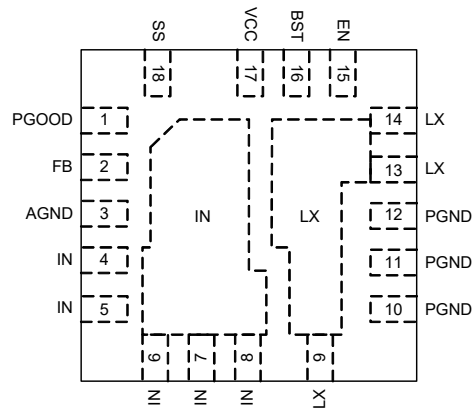 SS
VCC
BST
EN
18
17
16
15
PGOOD 1
14 LX
FB 2
13 LX
AGND 3
IN
LX
12 PGND
IN 4
11 PGND
IN 5
10 PGND
6
7
8
9
IN
IN
IN
LX